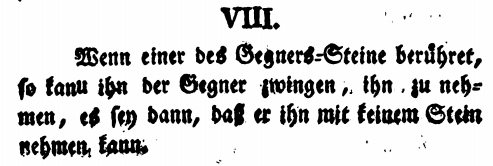 VIII.
Wenn einer des Gegners-Steine berühret,
so kanu ihn der Gegner zwingen, ihn zu neh-
men, es sey dann, daß er ihn mit keinem Stein
nehmen kann.